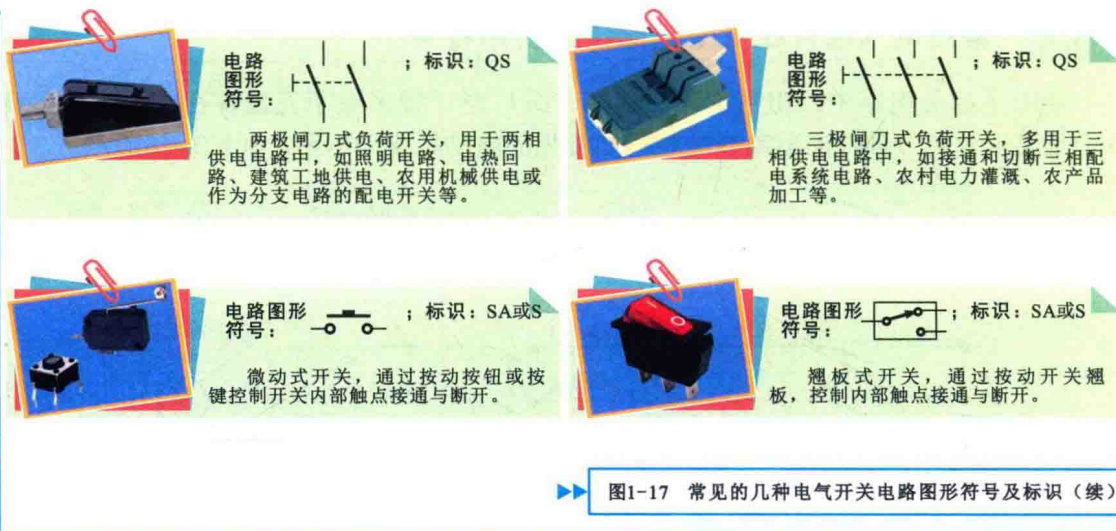 电路
图形
符号： ；标识：QS
两极闸刀式负荷开关，用于两相
供电电路中，如照明电路、电热回
路、建筑工地供电、农用机械供电或
作为分支电路的配电开关等。
电路
图形
符号： ；标识：QS
三极闸刀式负荷开关，多用于三
相供电电路中，如接通和切断三相配
电系统电路、农村电力灌溉、农产品
加工等。
电路图形
符号： ；标识：SA或S
微动式开关，通过按动按钮或按
键控制开关内部触点接通与断开。
电路图形
符号： ；标识：SA或S
翘板式开关，通过按动开关翘
板，控制内部触点接通与断开。
图1-17 常见的几种电气开关电路图形符号及标识（续）